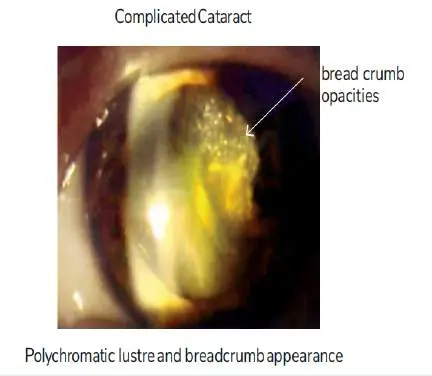 Complicated Cataract
bread crumb
opacities
Polychromatic lustre and breadcrumb appearance